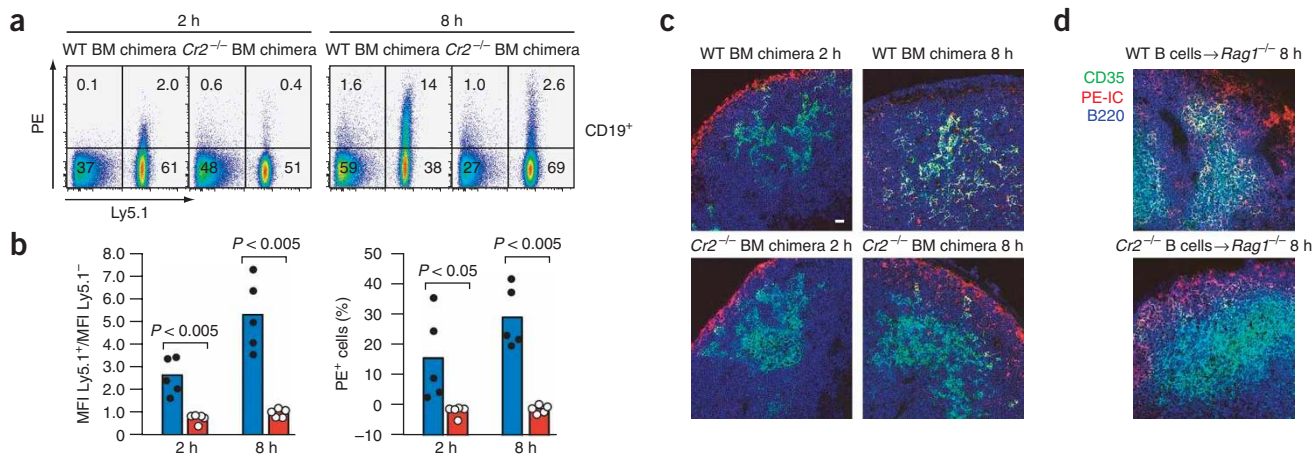 a
2 h
8 h
WT BM chimera Cr2–/– BM chimera
WT BM chimera Cr2–/– BM chimera
PE
0.1 2.0 0.6 0.4
1.6 14 1.0 2.6
CD19+
37 61 48 51
59 38 27 69
Ly5.1
b
MFI Ly5.1+/MFI Ly5.1–
8.0
7.0
6.0
5.0
4.0
3.0
2.0
1.0
0
P < 0.005
P < 0.005
2 h 8 h
PE+ cells (%)
50
40
30
20
10
0
–10
P < 0.05
P < 0.005
2 h 8 h
c
WT BM chimera 2 h
WT BM chimera 8 h
Cr2–/– BM chimera 2 h
Cr2–/– BM chimera 8 h
d
WT B cells→Rag1–/– 8 h
CD35
PE-IC
B220
Cr2–/– B cells→Rag1–/– 8 h